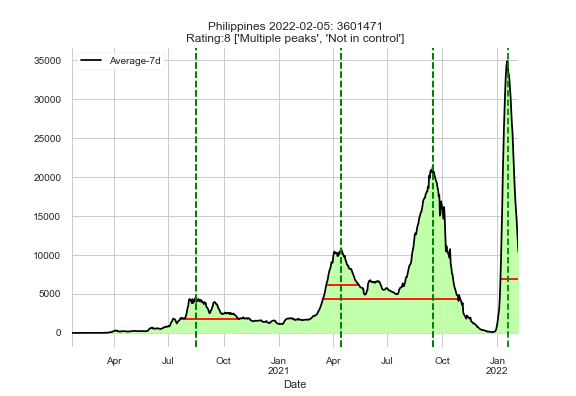 Philippines 2022-02-05: 3601471
Rating:8 ['Multiple peaks', 'Not in control']
Average-7d
35000
30000
25000
20000
15000
10000
5000
0
Apr Jul Oct Jan Apr Jul Oct Jan
2021 2022
Date